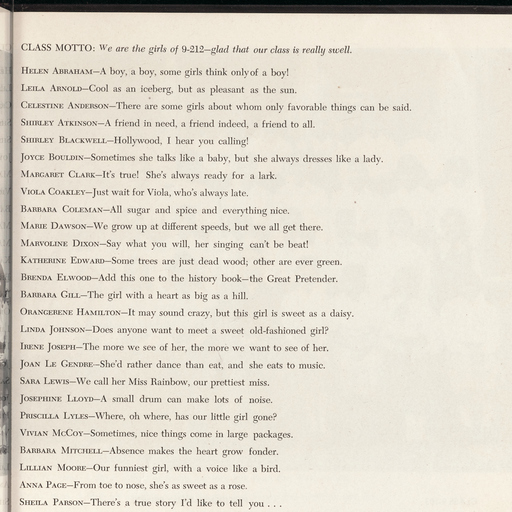 CLASS MOTTO: We are the girls of 9-212—glad that our class is really swell.
HELEN ABRAHAM—A boy, a boy, some girls think only of a boy!
LEILA ARNOLD—Cool as an iceberg, but as pleasant as the sun.
CELESTINE ANDERSON—There are some girls about whom only favorable things can be said.
SHIRLEY ATKINSON—A friend in need, a friend indeed, a friend to all.
SHIRLEY BLACKWELL—Hollywood, I hear you calling!
JOYCE BOULDIN—Sometimes she talks like a baby, but she always dresses like a lady.
MARGARET CLARK—It's true! She's always ready for a lark.
VIOLA COAKLEY—Just wait for Viola, who's always late.
BARBARA COLEMAN—All sugar and spice and everything nice.
MARIE DAWSON—We grow up at different speeds, but we all get there.
MARVOLINE DIXON—Say what you will, her singing can't be beat!
KATHERINE EDWARD—Some trees are just dead wood; other are ever green.
BRENDA ELWOOD—Add this one to the history book—the Great Pretender.
BARBARA GILL—The girl with a heart as big as a hill.
ORANGERENE HAMILTON—It may sound crazy, but this girl is sweet as a daisy.
LINDA JOHNSON—Does anyone want to meet a sweet old-fashioned girl?
IRENE JOSEPH—The more we see of her, the more we want to see of her.
JOAN LE GENDRE—She'd rather dance than eat, and she eats to music.
SARA LEWIS—We call her Miss Rainbow, our prettiest miss.
JOSEPHINE LLOYD—A small drum can make lots of noise.
PRISCILLA LYLES—Where, oh where, has our little girl gone?
VIVIAN MCCOY—Sometimes, nice things come in large packages.
BARBARA MITCHELL—Absence makes the heart grow fonder.
LILLIAN MOORE—Our funniest girl, with a voice like a bird.
ANNA PAGE—From toe to nose, she's as sweet as a rose.
SHEILA PARSON—There's a true story I'd like to tell you . . .